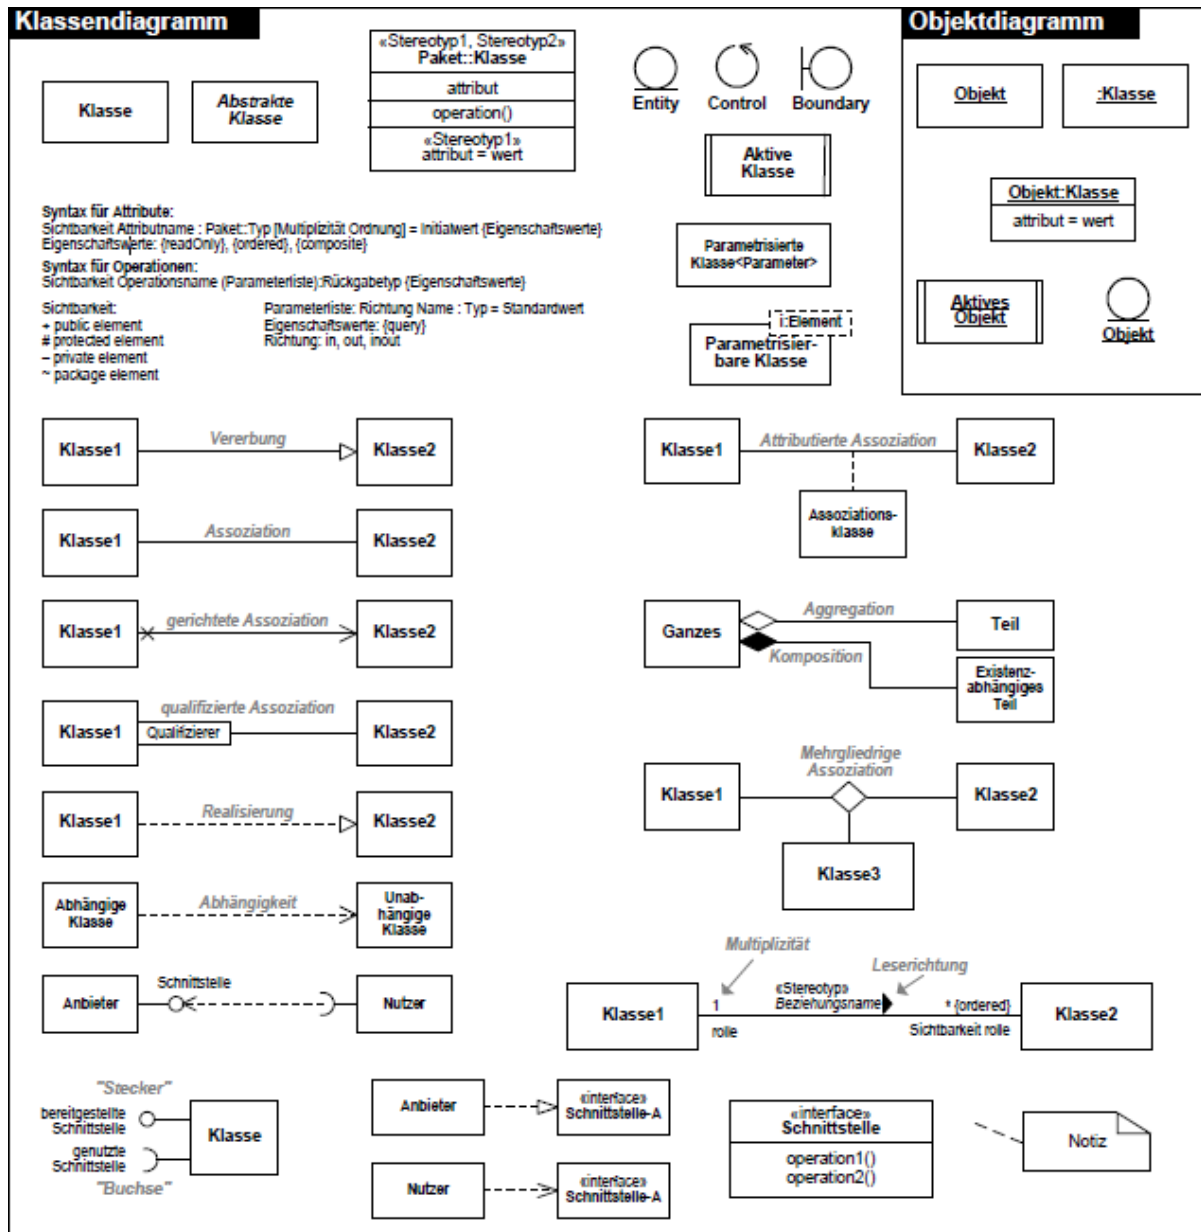 Klassendiagramm
Objektdiagramm
Klasse
Abstrakte
Klasse
«Stereotyp1, Stereotyp2»
Paket::Klasse
attribut
operation()
«Stereotyp1»
attribut = wert
Entity
Control
Boundary
Aktive
Klasse
Parametrisierte
Klasse<Parameter>
i:Element
Parametrisier-
bare Klasse
Objekt
:Klasse
Objekt:Klasse
attribut = wert
Aktives
Objekt
Objekt
Syntax für Attribute:
Sichtbarkeit Attributname : Paket::Typ [Multiplizität Ordnung] = Initialwert {Eigenschaftswerte}
Eigenschaftswerte: {readOnly}, {ordered}, {composite}
Syntax für Operationen:
Sichtbarkeit Operationsname (Parameterliste):Rückgabetyp {Eigenschaftswerte}
Sichtbarkeit:
+ public element
# protected element
– private element
~ package element
Parameterliste: Richtung Name : Typ = Standardwert
Eigenschaftswerte: {query}
Richtung: in, out, inout
Klasse1
Vererbung
Klasse2
Klasse1
Attributierte Assoziation
Klasse2
Assoziations-
klasse
Klasse1
Assoziation
Klasse2
Klasse1
gerichtete Assoziation
Klasse2
Ganzes
Aggregation
Teil
Komposition
Existenz-
abhängiges
Teil
Klasse1
Qualifizierer
qualifizierte Assoziation
Klasse2
Mehrgliedrige
Assoziation
Klasse1
Klasse2
Klasse3
Klasse1
Realisierung
Klasse2
Abhängige
Klasse
Abhängigkeit
Unab-
hängige
Klasse
Anbieter
Schnittstelle
Nutzer
Multiplizität
Leserichtung
Klasse1
1
rolle
«Stereotyp»
Beziehungsname
* {ordered}
Sichtbarkeit rolle
Klasse2
"Stecker"
bereitgestellte
Schnittstelle
genutzte
Schnittstelle
"Buchse"
Klasse
Anbieter
«interface»
Schnittstelle-A
Nutzer
«interface»
Schnittstelle-A
«interface»
Schnittstelle
operation1()
operation2()
Notiz